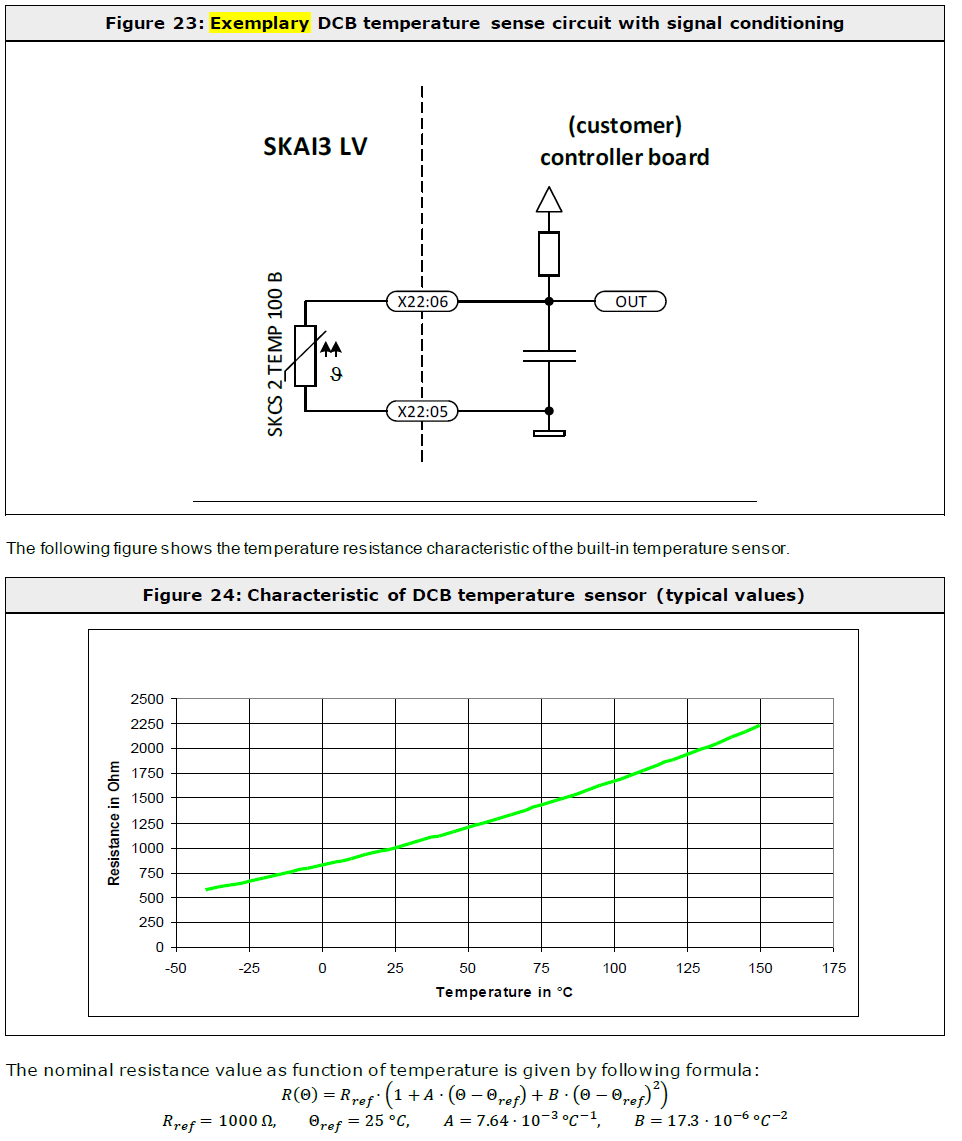 Figure 23: Exemplary DCB temperature sense circuit with signal conditioning
SKAI3 LV
(customer)
controller board
SKCS 2 TEMP 100 B
ϑ
X22:06
OUT
X22:05
The following figure shows the temperature resistance characteristic of the built-in temperature sensor.
Figure 24: Characteristic of DCB temperature sensor (typical values)
Resistance in Ohm
2500
2250
2000
1750
1500
1250
1000
750
500
250
0
-50 -25 0 25 50 75 100 125 150 175
Temperature in °C
The nominal resistance value as function of temperature is given by following formula:
R(Θ) = R_ref · (1 + A · (Θ − Θ_ref) + B · (Θ − Θ_ref)²)
R_ref = 1000 Ω, Θ_ref = 25 °C, A = 7.64 · 10⁻³ °C⁻¹, B = 17.3 · 10⁻⁶ °C⁻²